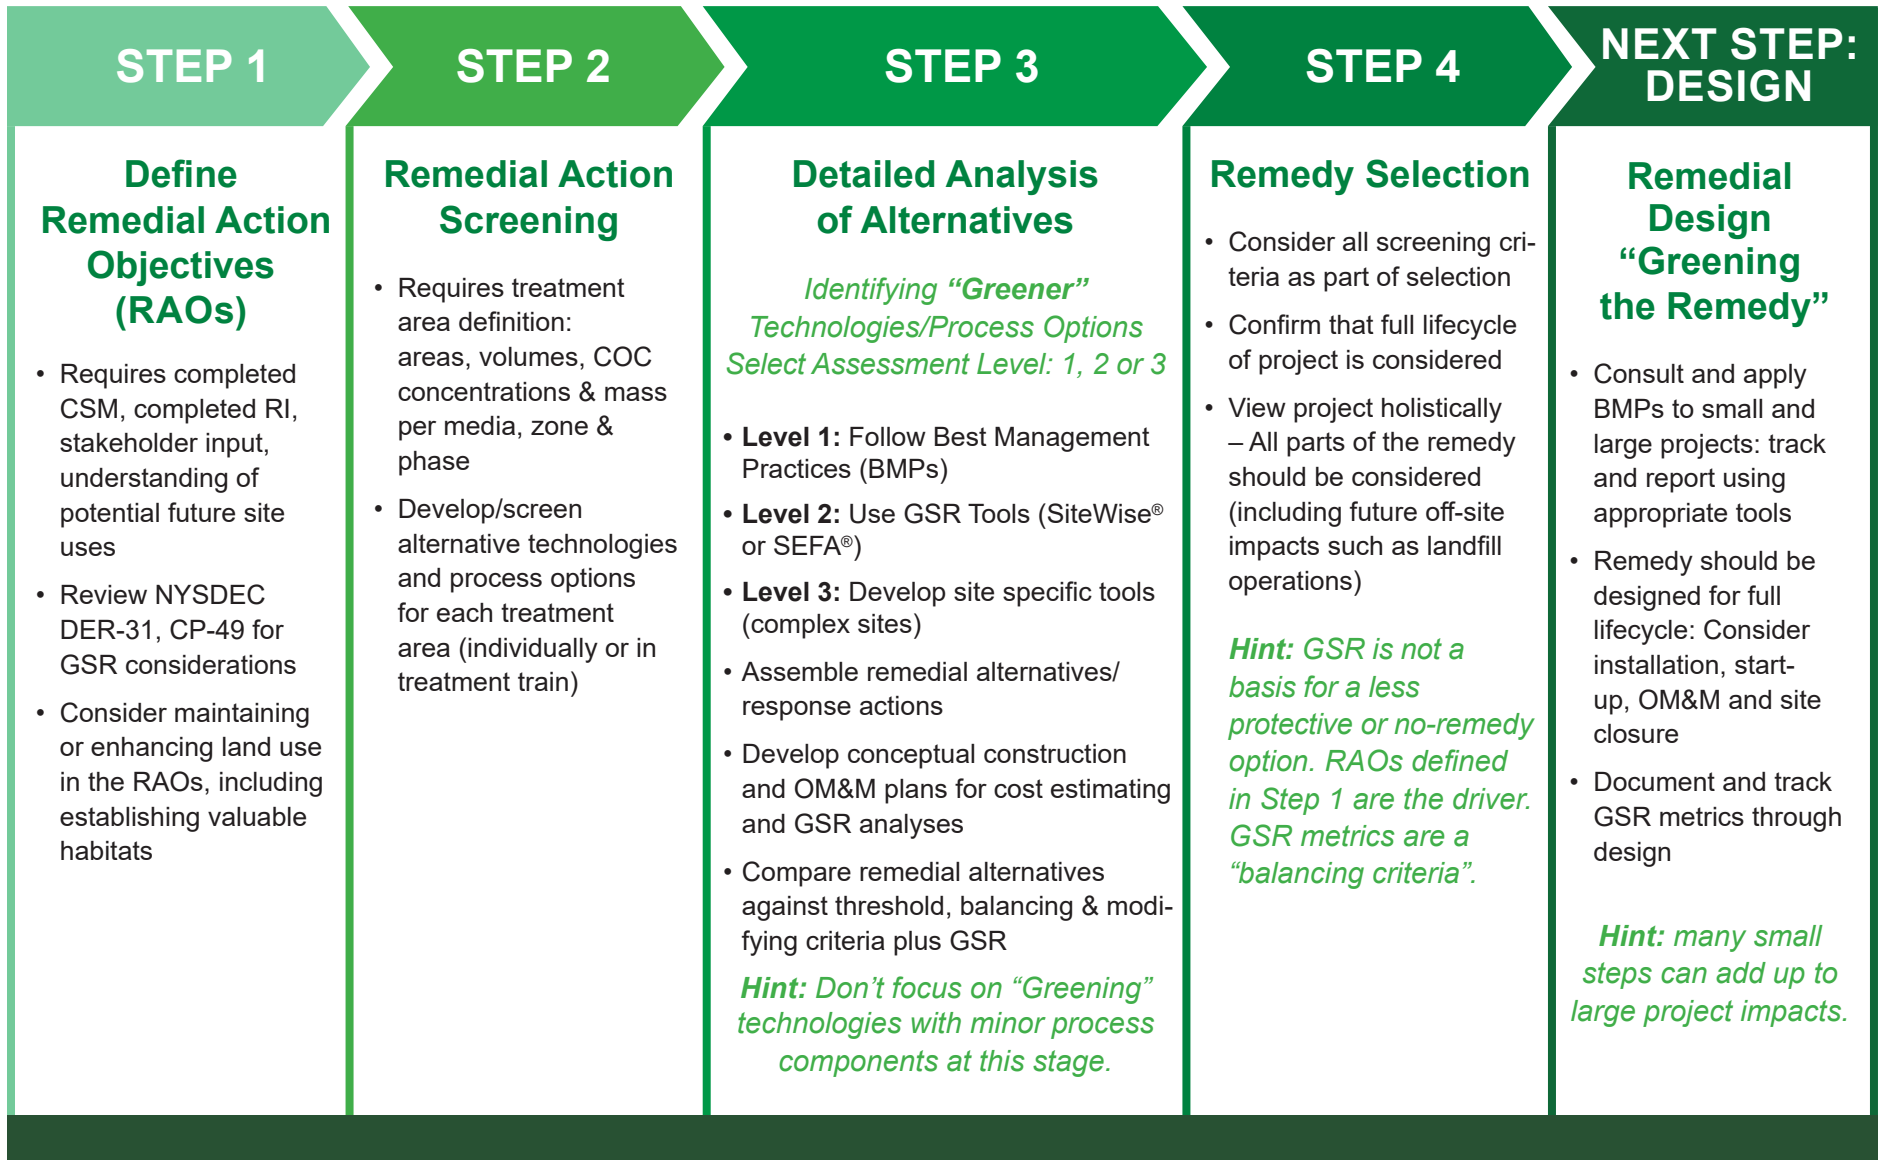 STEP 1
Define
Remedial Action
Objectives
(RAOs)
• Requires completed
CSM, completed RI,
stakeholder input,
understanding of
potential future site
uses
• Review NYSDEC
DER-31, CP-49 for
GSR considerations
• Consider maintaining
or enhancing land use
in the RAOs, including
establishing valuable
habitats
STEP 2
Remedial Action
Screening
• Requires treatment
area definition:
areas, volumes, COC
concentrations & mass
per media, zone &
phase
• Develop/screen
alternative technologies
and process options
for each treatment
area (individually or in
treatment train)
STEP 3
Detailed Analysis
of Alternatives
Identifying “Greener”
Technologies/Process Options
Select Assessment Level: 1, 2 or 3
• Level 1: Follow Best Management
Practices (BMPs)
• Level 2: Use GSR Tools (SiteWise®
or SEFA®)
• Level 3: Develop site specific tools
(complex sites)
• Assemble remedial alternatives/
response actions
• Develop conceptual construction
and OM&M plans for cost estimating
and GSR analyses
• Compare remedial alternatives
against threshold, balancing & modi-
fying criteria plus GSR
Hint: Don’t focus on “Greening”
technologies with minor process
components at this stage.
STEP 4
Remedy Selection
• Consider all screening cri-
teria as part of selection
• Confirm that full lifecycle
of project is considered
• View project holistically
– All parts of the remedy
should be considered
(including future off-site
impacts such as landfill
operations)
Hint: GSR is not a
basis for a less
protective or no-remedy
option. RAOs defined
in Step 1 are the driver.
GSR metrics are a
“balancing criteria”.
NEXT STEP:
DESIGN
Remedial
Design
“Greening
the Remedy”
• Consult and apply
BMPs to small and
large projects: track
and report using
appropriate tools
• Remedy should be
designed for full
lifecycle: Consider
installation, start-
up, OM&M and site
closure
• Document and track
GSR metrics through
design
Hint: many small
steps can add up to
large project impacts.